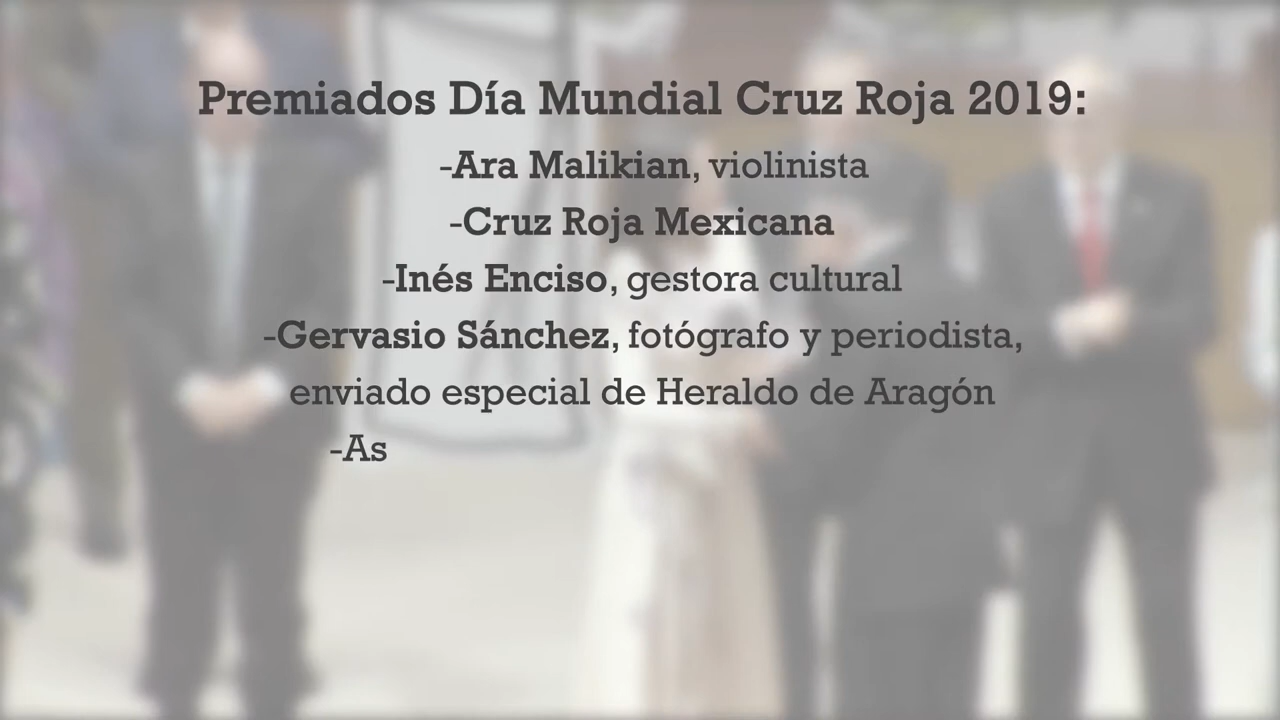 Premiados Día Mundial Cruz Roja 2019:
-Ara Malikian, violinista
-Cruz Roja Mexicana
-Inés Enciso, gestora cultural
-Gervasio Sánchez, fotógrafo y periodista,
enviado especial de Heraldo de Aragón
-As